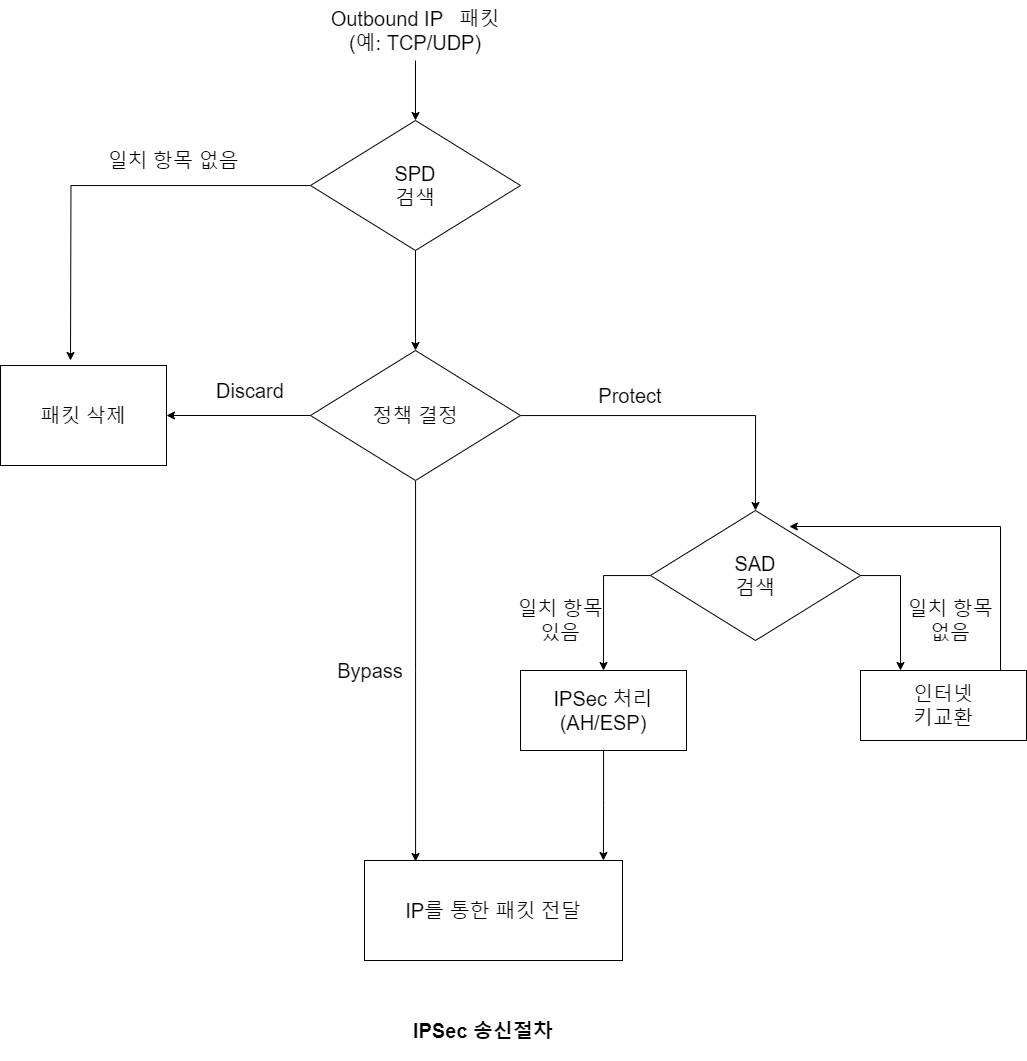 Outbound IP 패킷
(예: TCP/UDP)
일치 항목 없음
SPD
검색
Discard
Protect
패킷 삭제
정책 결정
SAD
검색
일치 항목
있음
일치 항목
없음
Bypass
IPSec 처리
(AH/ESP)
인터넷
키교환
IP를 통한 패킷 전달
IPSec 송신절차